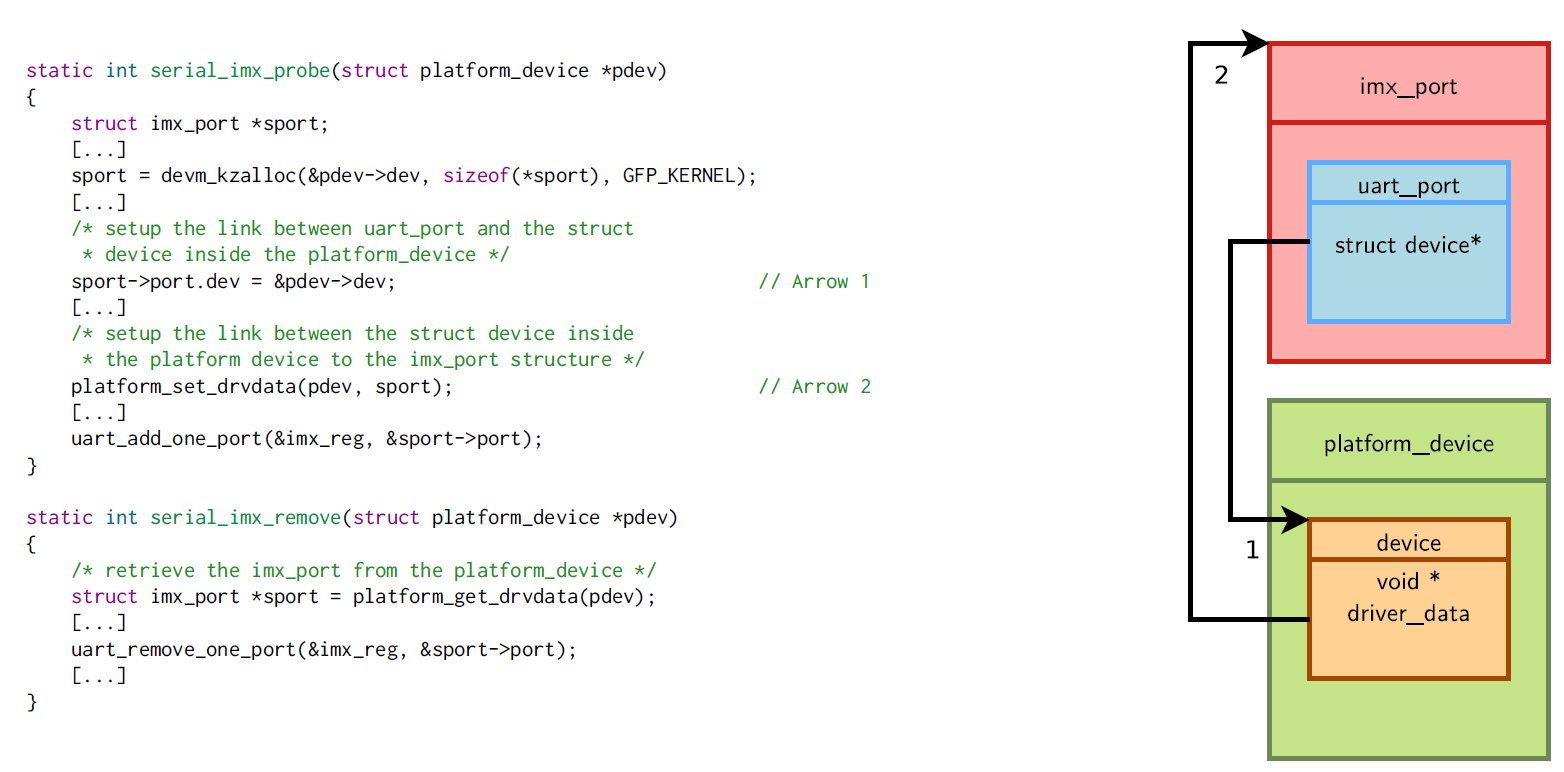 static int serial_imx_probe(struct platform_device *pdev)
{
    struct imx_port *sport;
    [...]
    sport = devm_kzalloc(&pdev->dev, sizeof(*sport), GFP_KERNEL);
    [...]
    /* setup the link between uart_port and the struct
     * device inside the platform_device */
    sport->port.dev = &pdev->dev;                                // Arrow 1
    [...]
    /* setup the link between the struct device inside
     * the platform device to the imx_port structure */
    platform_set_drvdata(pdev, sport);                           // Arrow 2
    [...]
    uart_add_one_port(&imx_reg, &sport->port);
}

static int serial_imx_remove(struct platform_device *pdev)
{
    /* retrieve the imx_port from the platform_device */
    struct imx_port *sport = platform_get_drvdata(pdev);
    [...]
    uart_remove_one_port(&imx_reg, &sport->port);
    [...]
}
2
imx_port
uart_port
struct device*
platform_device
1
device
void *
driver_data